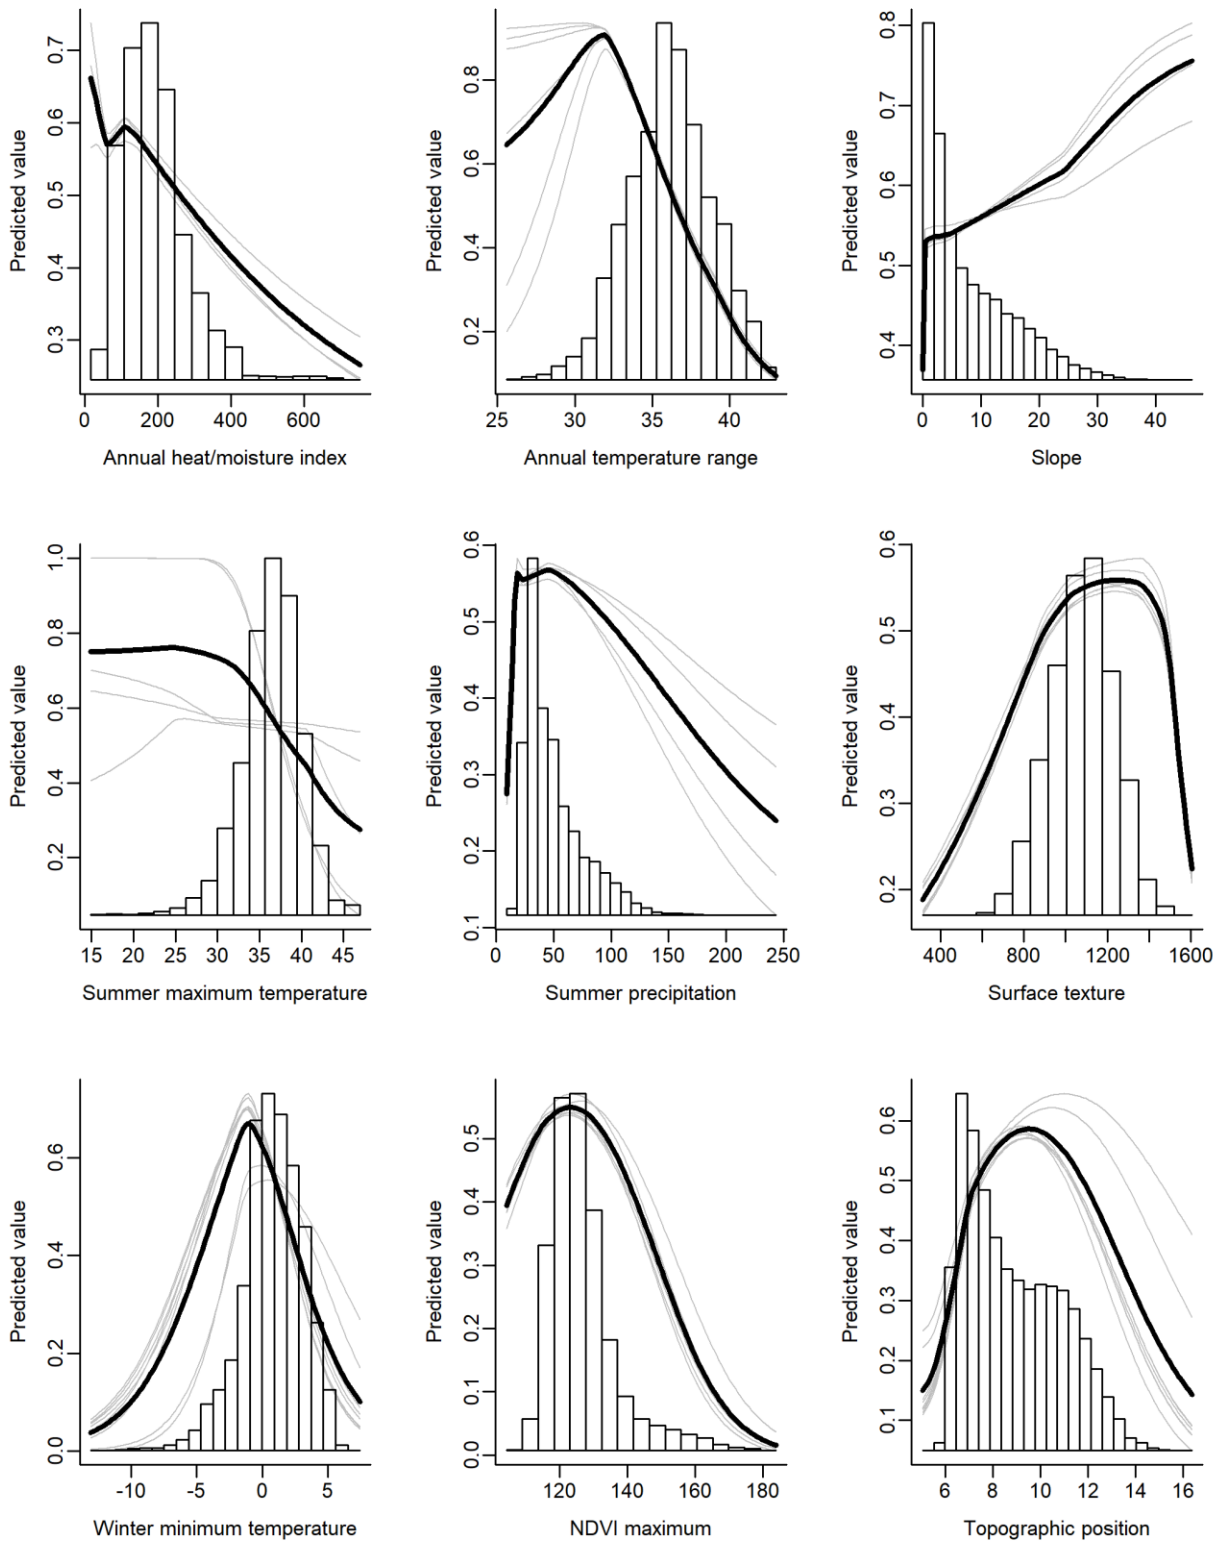 Predicted value
0.3 0.4 0.5 0.6 0.7
0 200 400 600
Annual heat/moisture index
Predicted value
0.2 0.4 0.6 0.8
25 30 35 40
Annual temperature range
Predicted value
0.4 0.5 0.6 0.7 0.8
0 10 20 30 40
Slope
Predicted value
0.2 0.4 0.6 0.8 1.0
15 20 25 30 35 40 45
Summer maximum temperature
Predicted value
0.1 0.2 0.3 0.4 0.5 0.6
0 50 100 150 200 250
Summer precipitation
Predicted value
0.2 0.3 0.4 0.5 0.6
400 800 1200 1600
Surface texture
Predicted value
0.0 0.2 0.4 0.6
-10 -5 0 5
Winter minimum temperature
Predicted value
0.0 0.1 0.2 0.3 0.4 0.5
120 140 160 180
NDVI maximum
Predicted value
0.1 0.2 0.3 0.4 0.5 0.6
6 8 10 12 14 16
Topographic position